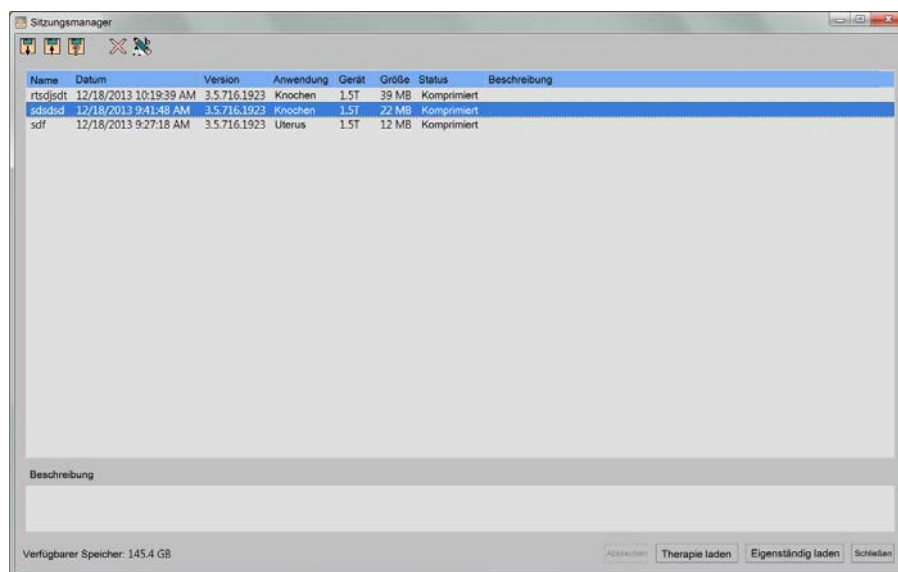 Sitzungsmanager
Name Datum Version Anwendung Gerät Größe Status Beschreibung
rtsdjsdt 12/18/2013 10:19:39 AM 3.5.716.1923 Knochen 1.5T 39 MB Komprimiert
sdsdsd 12/18/2013 9:41:48 AM 3.5.716.1923 Knochen 1.5T 22 MB Komprimiert
sdf 12/18/2013 9:27:18 AM 3.5.716.1923 Uterus 1.5T 12 MB Komprimiert
Beschreibung
Verfügbarer Speicher: 145.4 GB Abbrechen Therapie laden Eigenständig laden Schließen